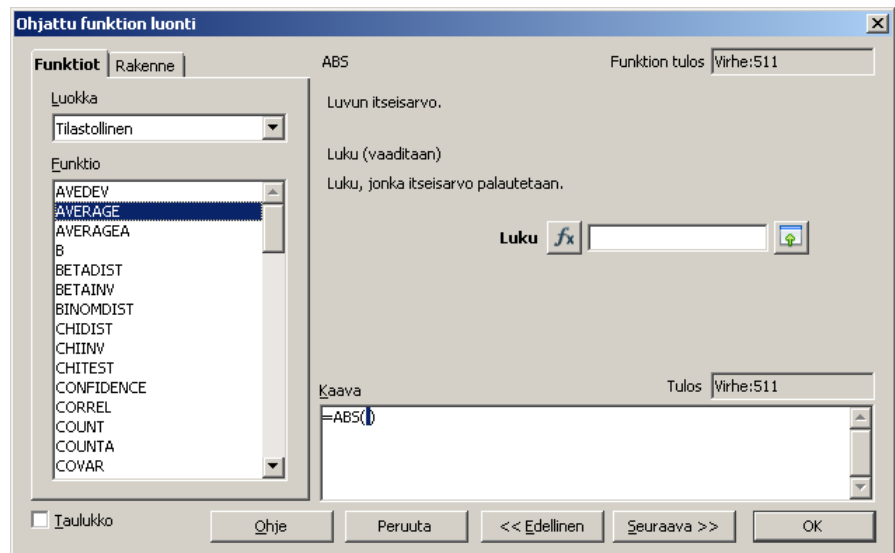 Ohjattu funktion luonti
Funktiot Rakenne
Luokka
Tilastollinen
Funktio
AVEDEV
AVERAGE
AVERAGEA
B
BETADIST
BETAINV
BINOMDIST
CHIDIST
CHIINV
CHITEST
CONFIDENCE
CORREL
COUNT
COUNTA
COVAR
ABS
Funktion tulos Virhe:511
Luvun itseisarvo.
Luku (vaaditaan)
Luku, jonka itseisarvo palautetaan.
Luku fx
Kaava
Tulos Virhe:511
=ABS()
Taulukko
Ohje
Peruuta
<< Edellinen
Seuraava >>
OK